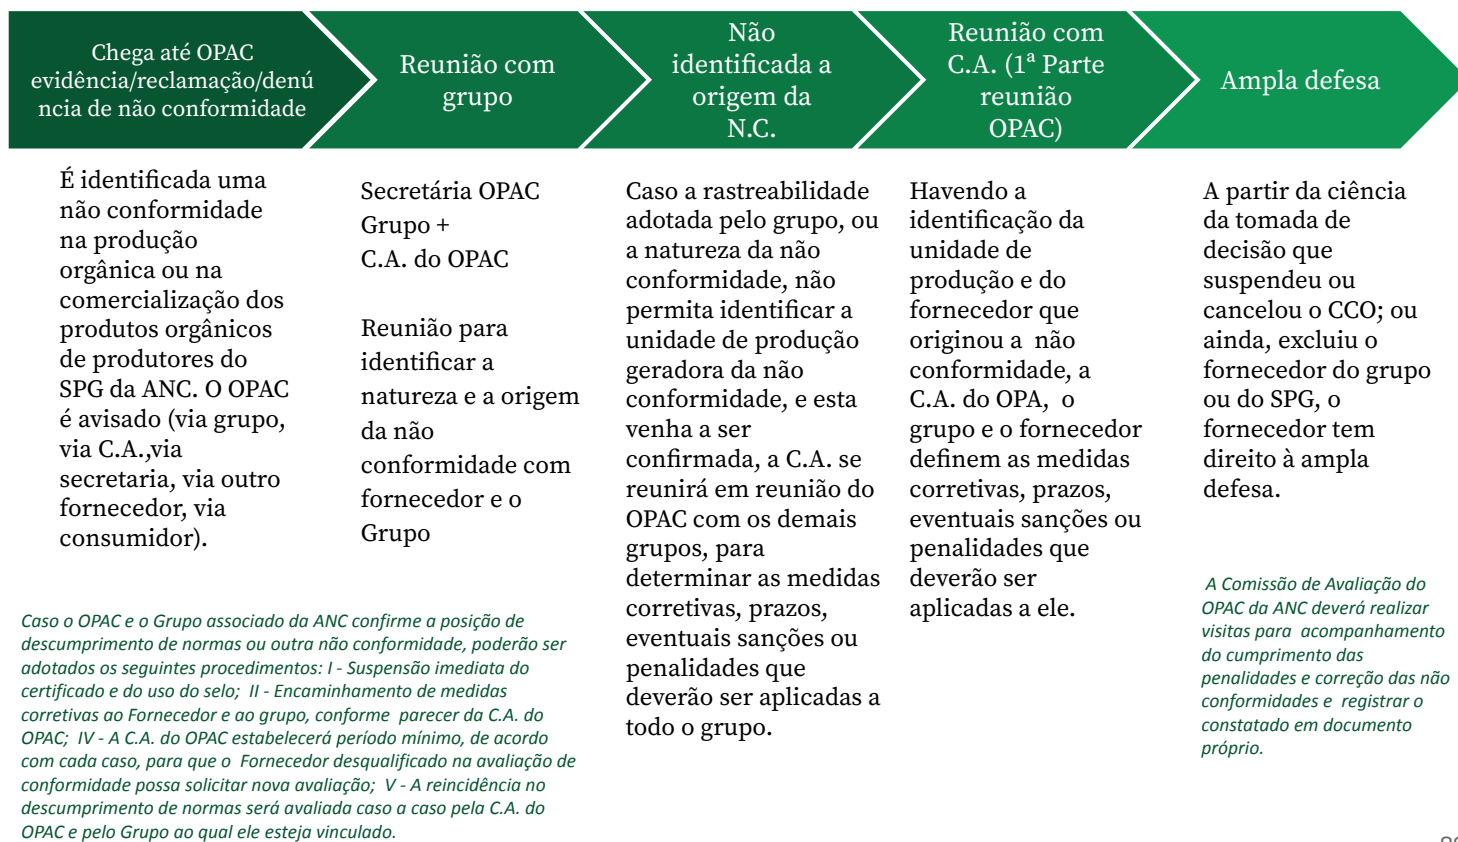 Chega até OPAC
evidência/reclamação/denú
ncia de não conformidade
Reunião com
grupo
Não
identificada a
origem da
N.C.
Reunião com
C.A. (1ª Parte
reunião
OPAC)
Ampla defesa
É identificada uma
não conformidade
na produção
orgânica ou na
comercialização dos
produtos orgânicos
de produtores do
SPG da ANC. O OPAC
é avisado (via grupo,
via C.A.,via
secretaria, via outro
fornecedor, via
consumidor).
Secretária OPAC
Grupo +
C.A. do OPAC
Reunião para
identificar a
natureza e a origem
da não
conformidade com
fornecedor e o
Grupo
Caso a rastreabilidade
adotada pelo grupo, ou
a natureza da não
conformidade, não
permita identificar a
unidade de produção
geradora da não
conformidade, e esta
venha a ser
confirmada, a C.A. se
reunirá em reunião do
OPAC com os demais
grupos, para
determinar as medidas
corretivas, prazos,
eventuais sanções ou
penalidades que
deverão ser aplicadas a
todo o grupo.
Havendo a
identificação da
unidade de
produção e do
fornecedor que
originou a não
conformidade, a
C.A. do OPA, o
grupo e o fornecedor
definem as medidas
corretivas, prazos,
eventuais sanções ou
penalidades que
deverão ser
aplicadas a ele.
A partir da ciência
da tomada de
decisão que
suspendeu ou
cancelou o CCO; ou
ainda, excluiu o
fornecedor do grupo
ou do SPG, o
fornecedor tem
direito à ampla
defesa.
Caso o OPAC e o Grupo associado da ANC confirme a posição de
descumprimento de normas ou outra não conformidade, poderão ser
adotados os seguintes procedimentos: I - Suspensão imediata do
certificado e do uso do selo; II - Encaminhamento de medidas
corretivas ao Fornecedor e ao grupo, conforme parecer da C.A. do
OPAC; IV - A C.A. do OPAC estabelecerá período mínimo, de acordo
com cada caso, para que o Fornecedor desqualificado na avaliação de
conformidade possa solicitar nova avaliação; V - A reincidência no
descumprimento de normas será avaliada caso a caso pela C.A. do
OPAC e pelo Grupo ao qual ele esteja vinculado.
A Comissão de Avaliação do
OPAC da ANC deverá realizar
visitas para acompanhamento
do cumprimento das
penalidades e correção das não
conformidades e registrar o
constatado em documento
próprio.